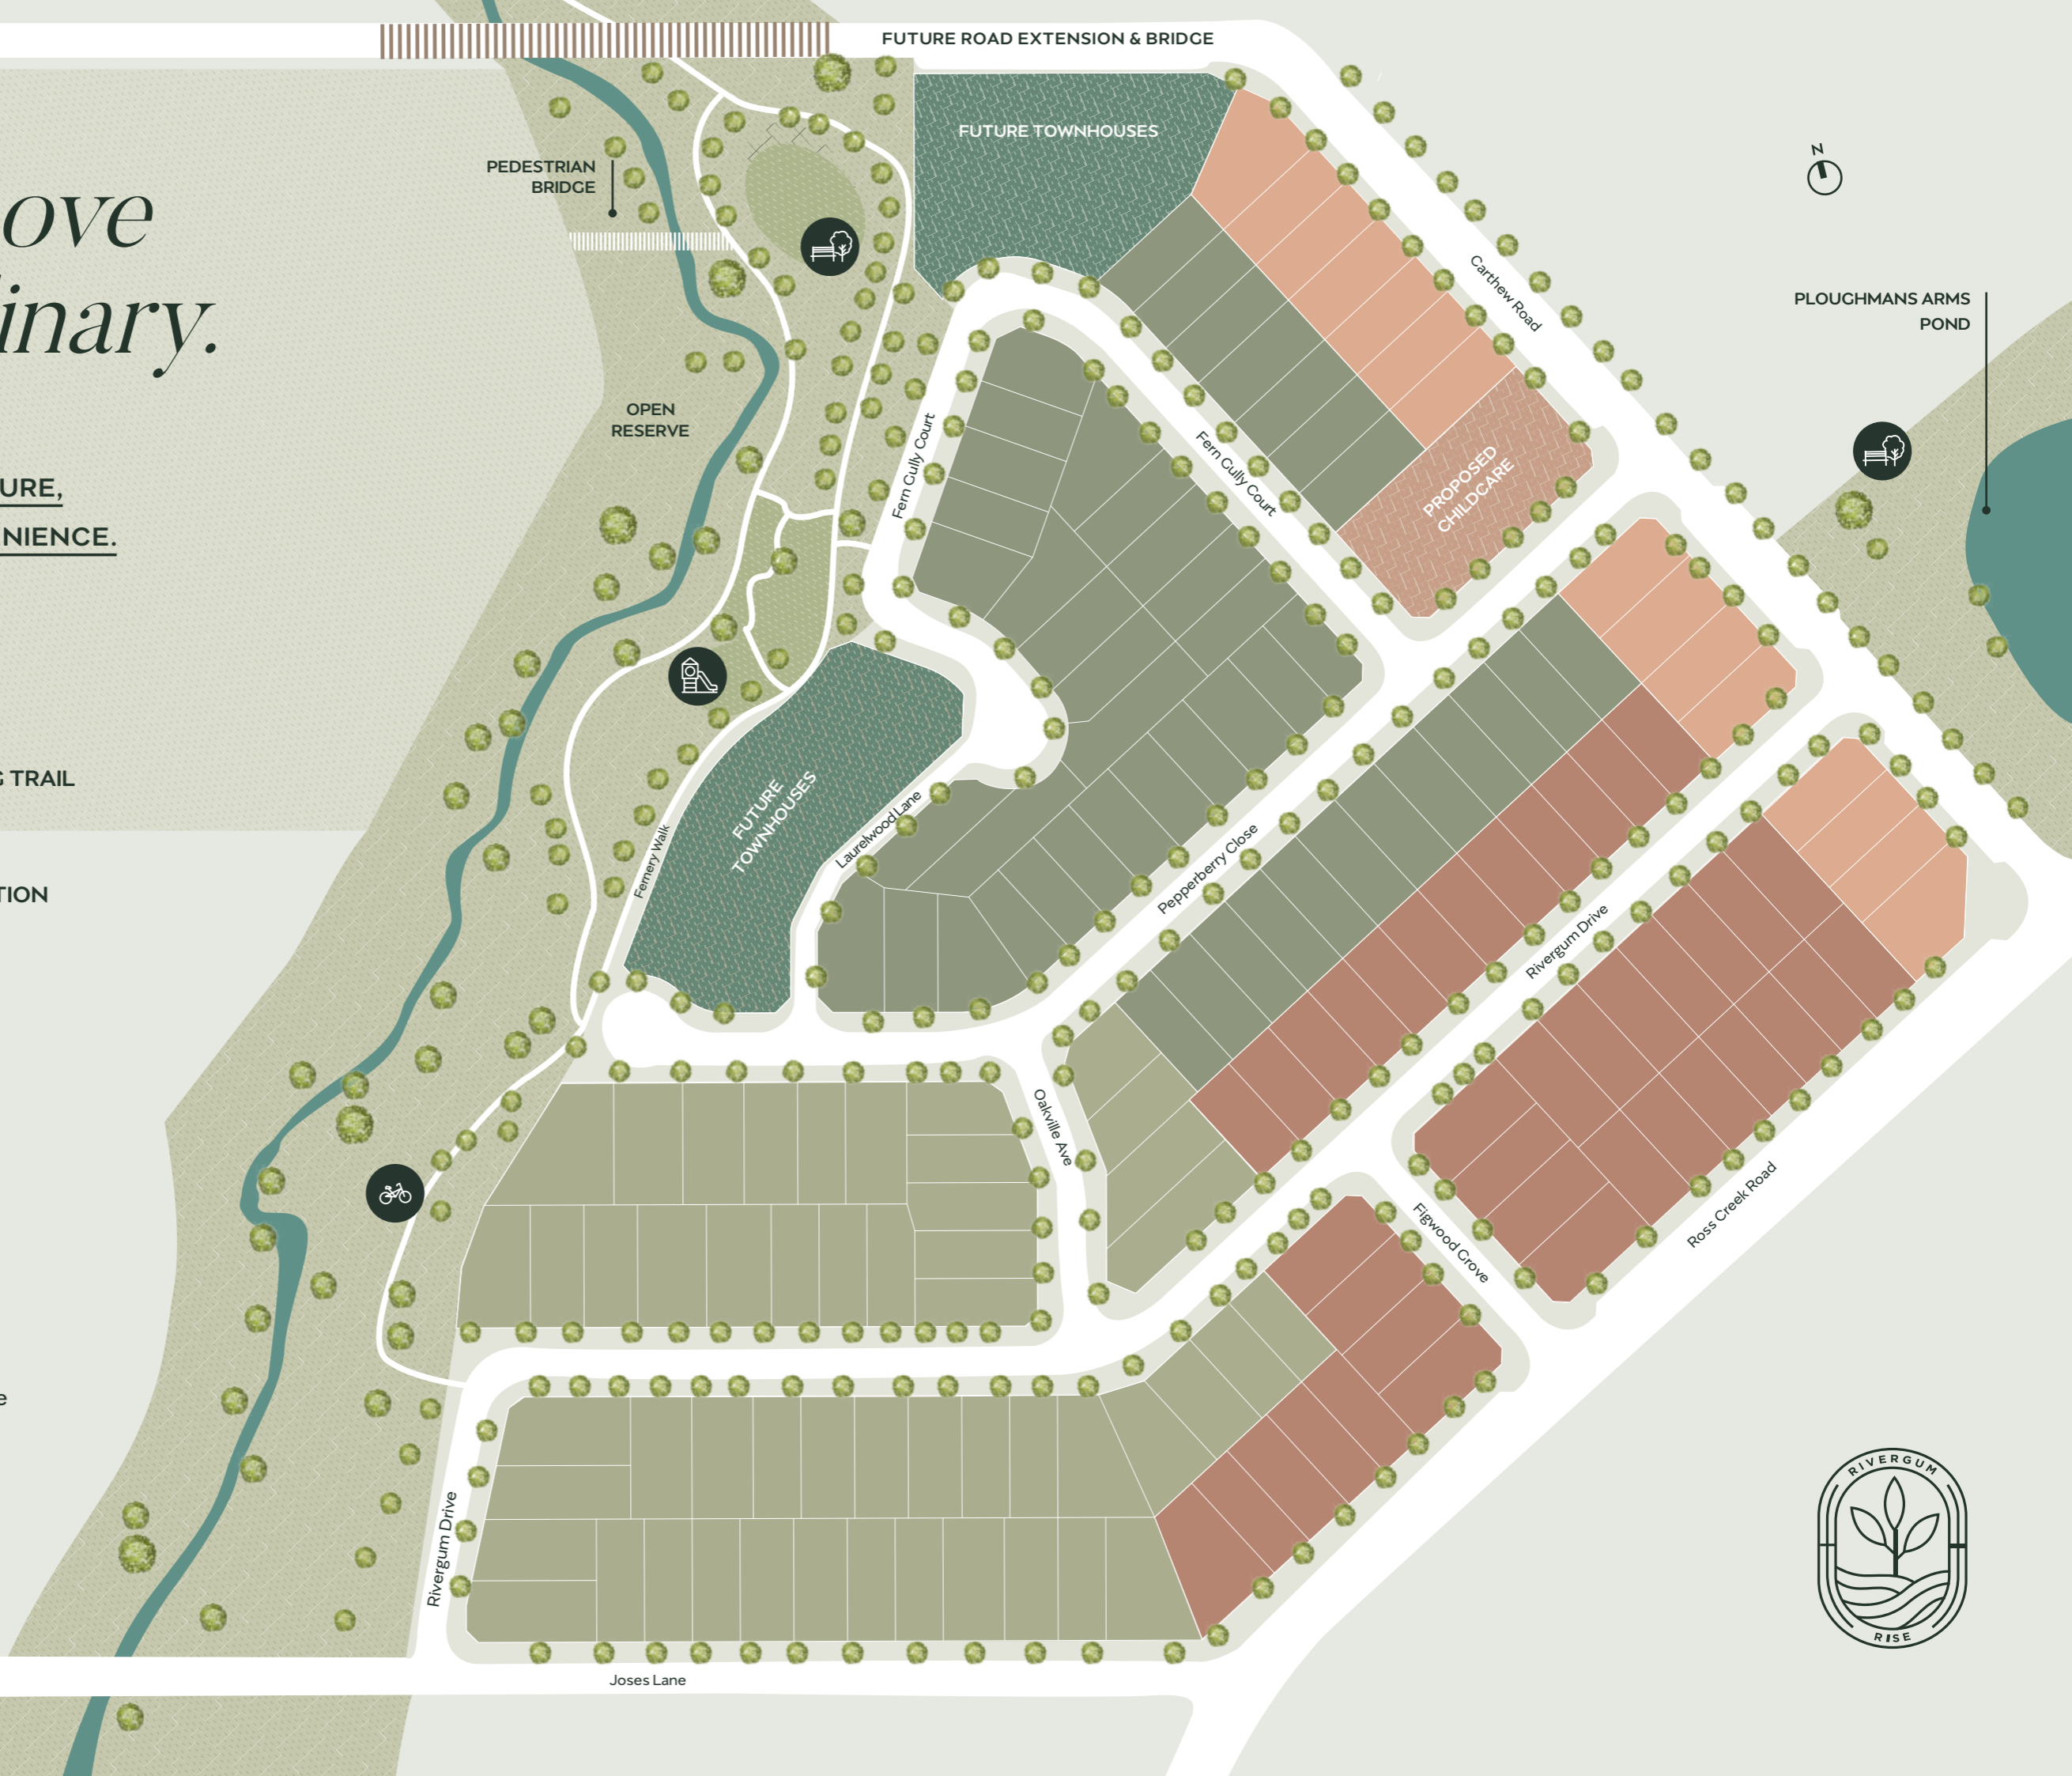 FUTURE ROAD EXTENSION & BRIDGE
FUTURE TOWNHOUSES
PEDESTRIAN
BRIDGE
N
ove
inary.
Carthew Road
PLOUGHMANS ARMS
POND
OPEN
RESERVE
Fern Gully Court
Fern Gully Court
PROPOSED
CHILDCARE
URE,
NIENCE.
G TRAIL
TION
FUTURE
TOWNHOUSES
Laurelwood Lane
Fernery Walk
Pepperberry Close
Rivergum Drive
Oakville Ave
Figwood Grove
Ross Creek Road
e
Rivergum Drive
Joses Lane
RIVERGUM
RISE